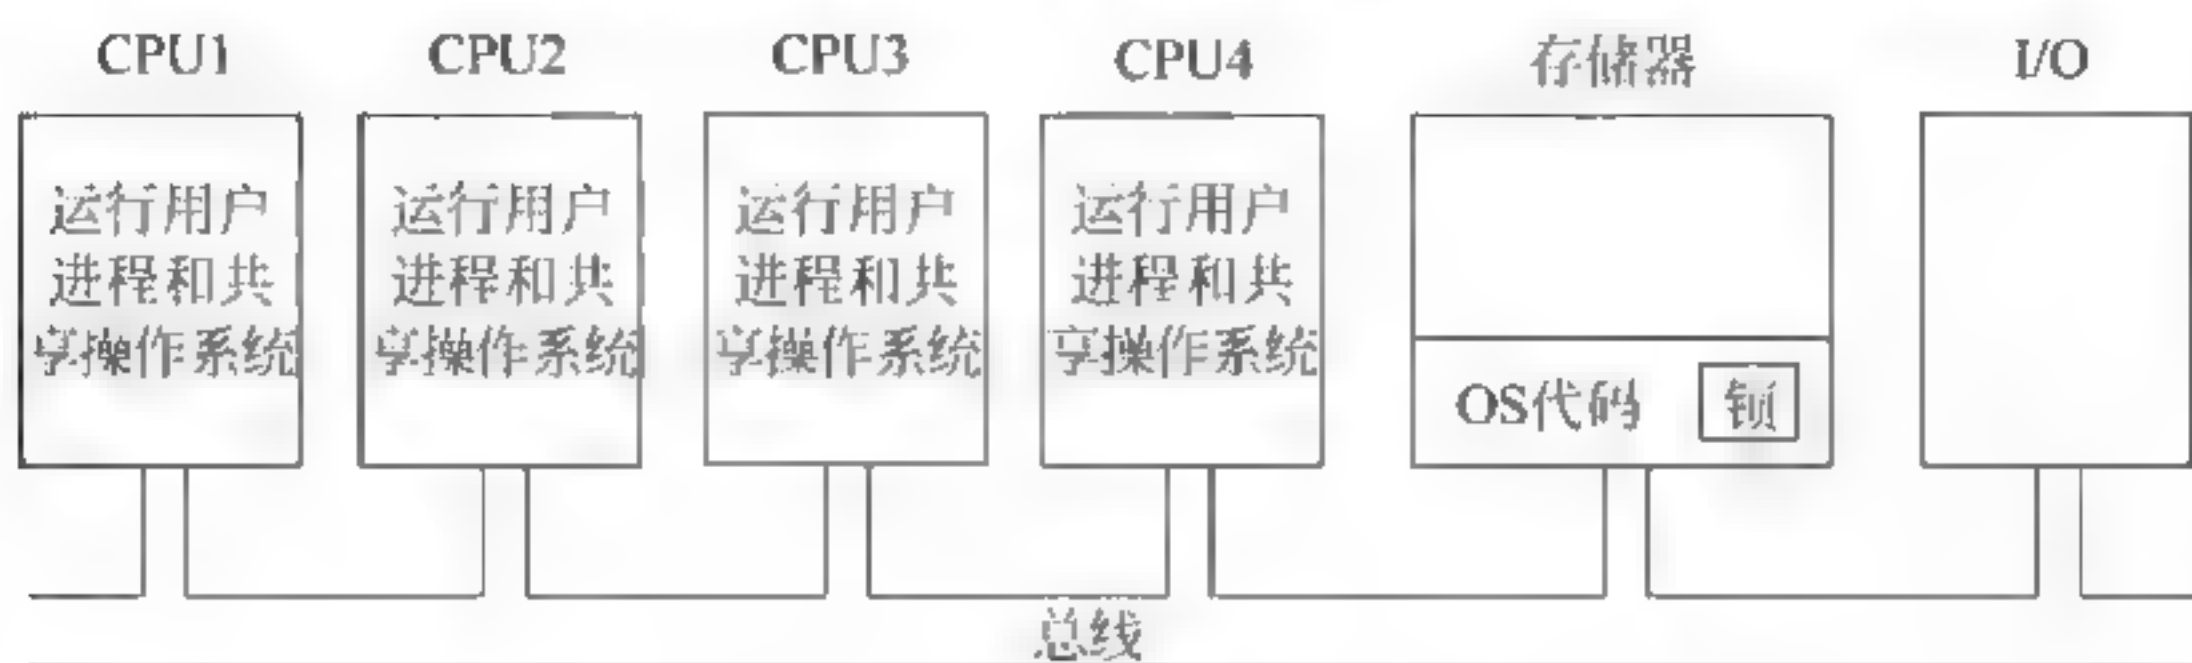 CPU1
CPU2
CPU3
CPU4
存储器
I/O
运行用户
进程和共
享操作系统
运行用户
进程和共
享操作系统
运行用户
进程和共
享操作系统
运行用户
进程和共
享操作系统
OS代码
锁
总线